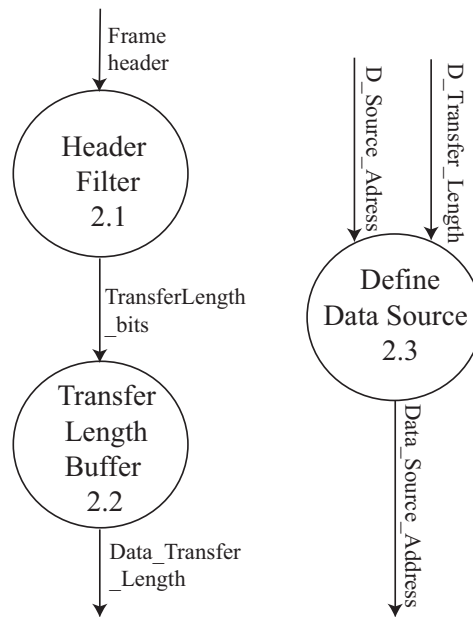 Frame
header
Header
Filter
2.1
TransferLength
_bits
Transfer
Length
Buffer
2.2
Data_Transfer
_Length
D_Source_Adress
D_Transfer_Length
Define
Data Source
2.3
Data_Source_Address